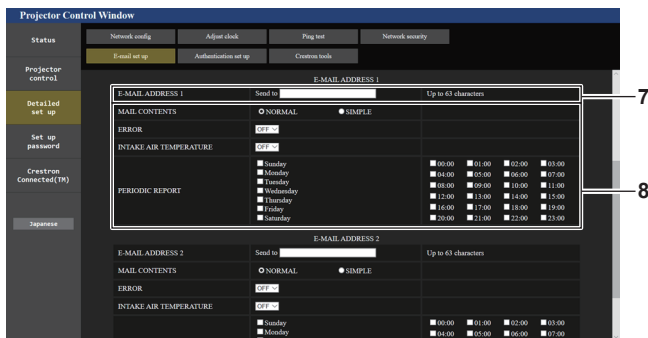 Projector Control Window
Status
Projector
control
Detailed
set up
Set up
password
Crestron
Connected(TM)
Japanese
Network config Adjust clock Ping test Network security
E-mail set up Authentication set up Crestron tools
E-MAIL ADDRESS 1
E-MAIL ADDRESS 1 Send to Up to 63 characters
7
MAIL CONTENTS NORMAL SIMPLE
ERROR OFF
INTAKE AIR TEMPERATURE OFF
PERIODIC REPORT
Sunday 00:00 01:00 02:00 03:00
Monday 04:00 05:00 06:00 07:00
Tuesday 08:00 09:00 10:00 11:00
Wednesday 12:00 13:00 14:00 15:00
Thursday 16:00 17:00 18:00 19:00
Friday 20:00 21:00 22:00 23:00
Saturday
8
E-MAIL ADDRESS 2
E-MAIL ADDRESS 2 Send to Up to 63 characters
MAIL CONTENTS NORMAL SIMPLE
ERROR OFF
INTAKE AIR TEMPERATURE OFF
Sunday 00:00 01:00 02:00 03:00
Monday 04:00 05:00 06:00 07:00